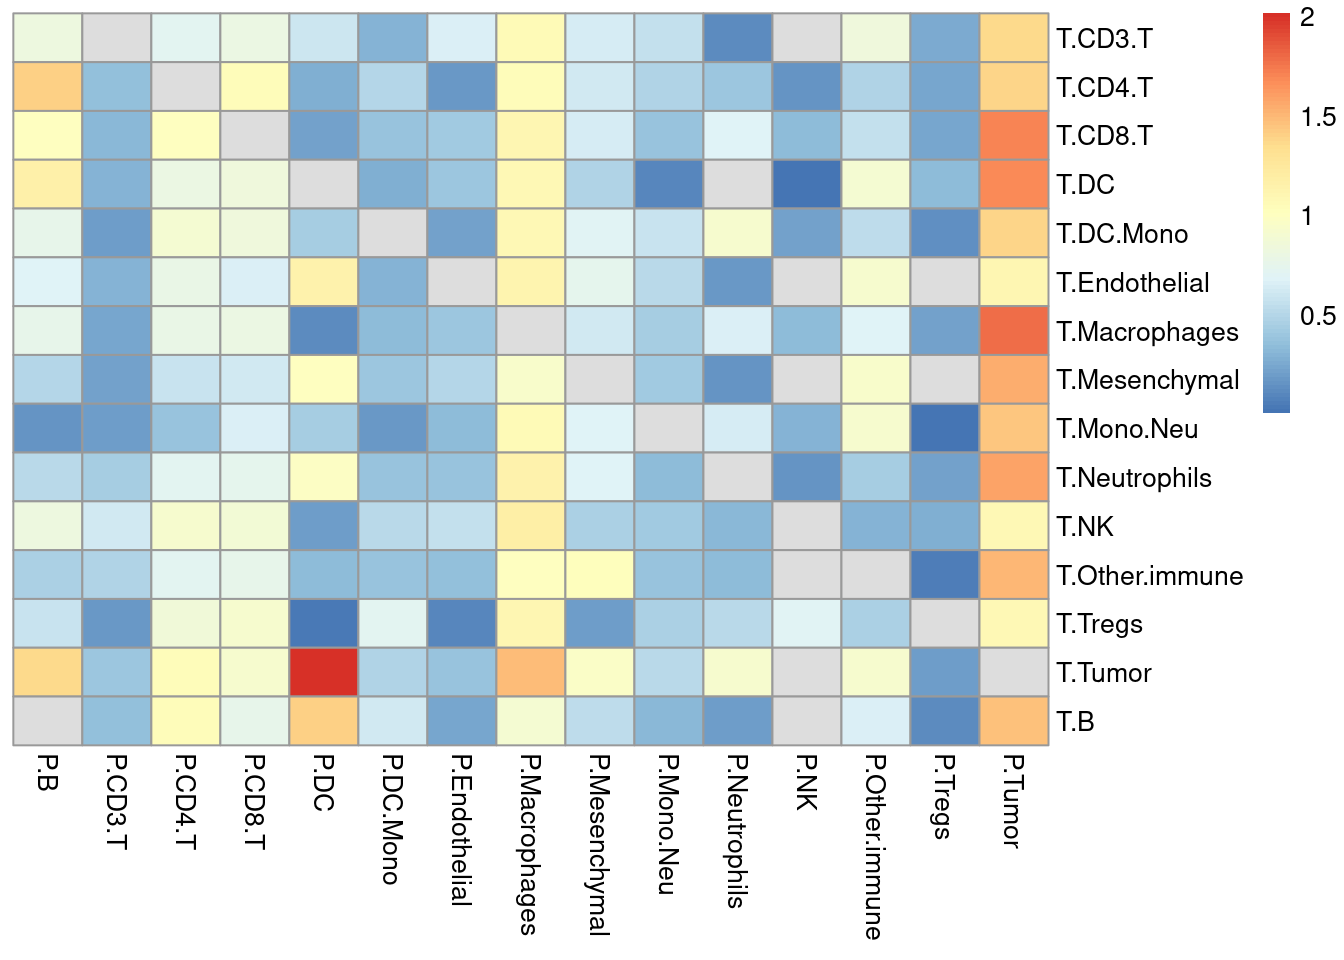 T.CD3.T
T.CD4.T
T.CD8.T
T.DC
T.DC.Mono
T.Endothelial
T.Macrophages
T.Mesenchymal
T.Mono.Neu
T.Neutrophils
T.NK
T.Other.immune
T.Tregs
T.Tumor
T.B
2
1.5
1
0.5
P.B
P.CD3.T
P.CD4.T
P.CD8.T
P.DC
P.DC.Mono
P.Endothelial
P.Macrophages
P.Mesenchymal
P.Mono.Neu
P.Neutrophils
P.NK
P.Other.immune
P.Tregs
P.Tumor